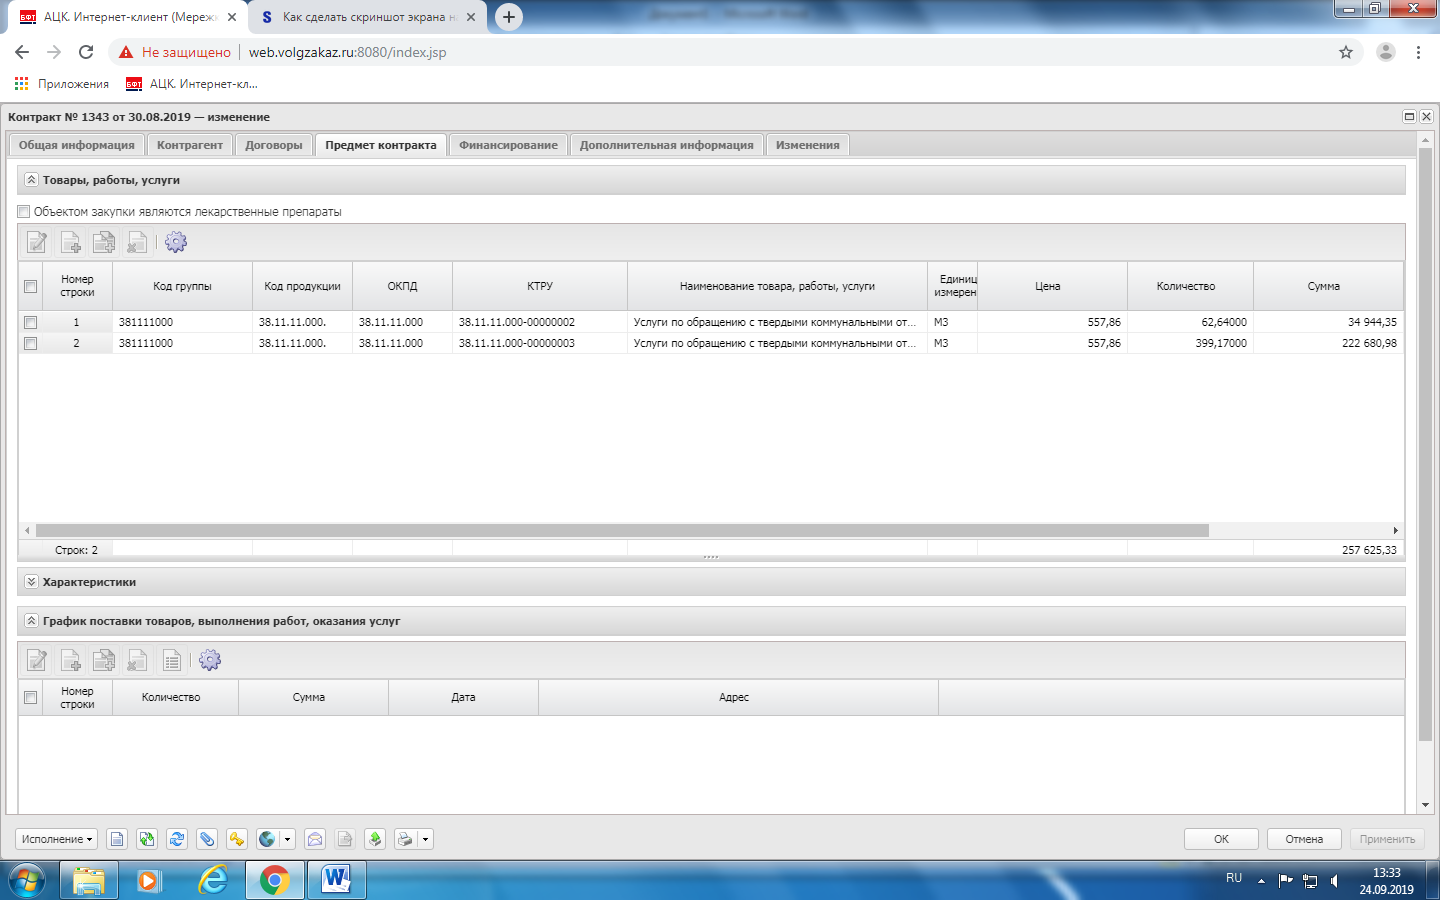 АЦК. Интернет-клиент (Мереж
Как сделать скриншот экрана н
Не защищено
web.volgzakaz.ru:8080/index.jsp
Приложения
АЦК. Интернет-кл...
Контракт № 1343 от 30.08.2019 — изменение
Общая информация
Контрагент
Договоры
Предмет контракта
Финансирование
Дополнительная информация
Изменения
Товары, работы, услуги
Объектом закупки являются лекарственные препараты
Номер строки
Код группы
Код продукции
ОКПД
КТРУ
Наименование товара, работы, услуги
Единиц измерен
Цена
Количество
Сумма
1 381111000 38.11.11.000. 38.11.11.000 38.11.11.000-00000002 Услуги по обращению с твердыми коммунальными от... М3 557,86 62,64000 34 944,35
2 381111000 38.11.11.000. 38.11.11.000 38.11.11.000-00000003 Услуги по обращению с твердыми коммунальными от... М3 557,86 399,17000 222 680,98
Строк: 2 257 625,33
Характеристики
График поставки товаров, выполнения работ, оказания услуг
Номер строки
Количество
Сумма
Дата
Адрес
Исполнение
ОК
Отмена
Применить
RU
13:33
24.09.2019